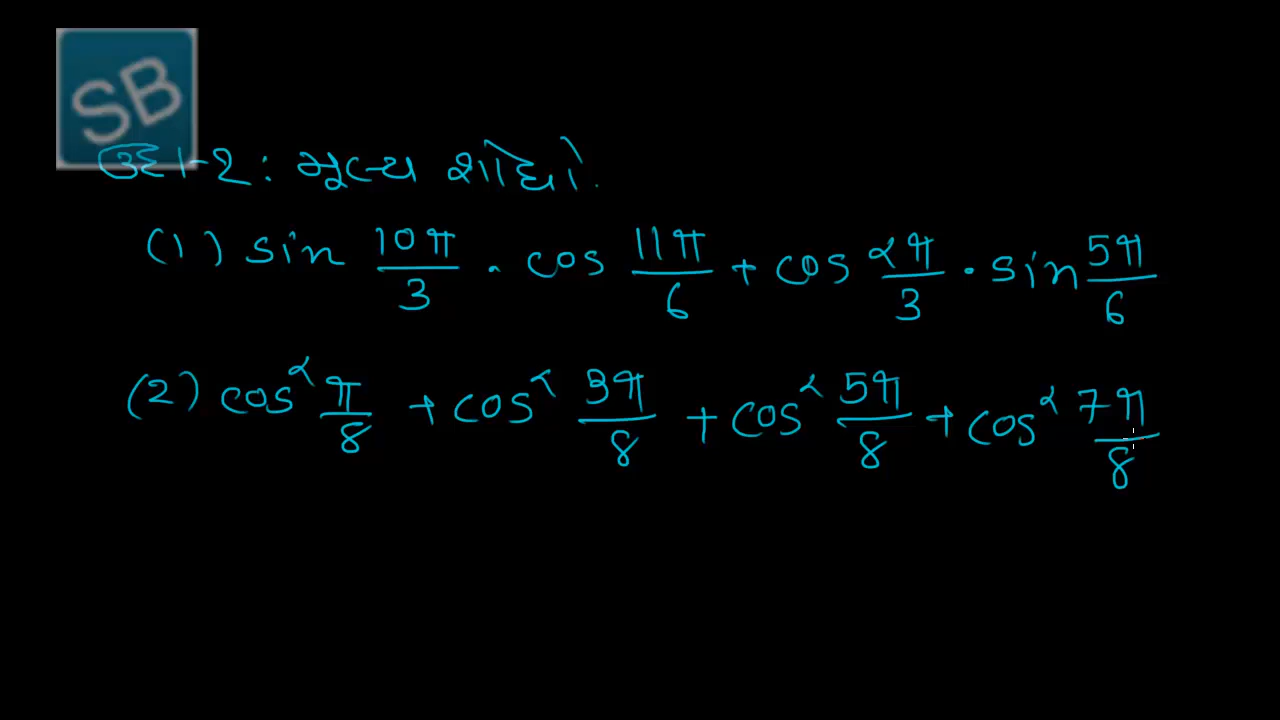 SB
ઉદા-2 : મૂલ્ય શોધો.
(1) sin 10π/3 · cos 11π/6 + cos 2π/3 · sin 5π/6
(2) cos² π/8 + cos² 3π/8 + cos² 5π/8 + cos² 7π/8